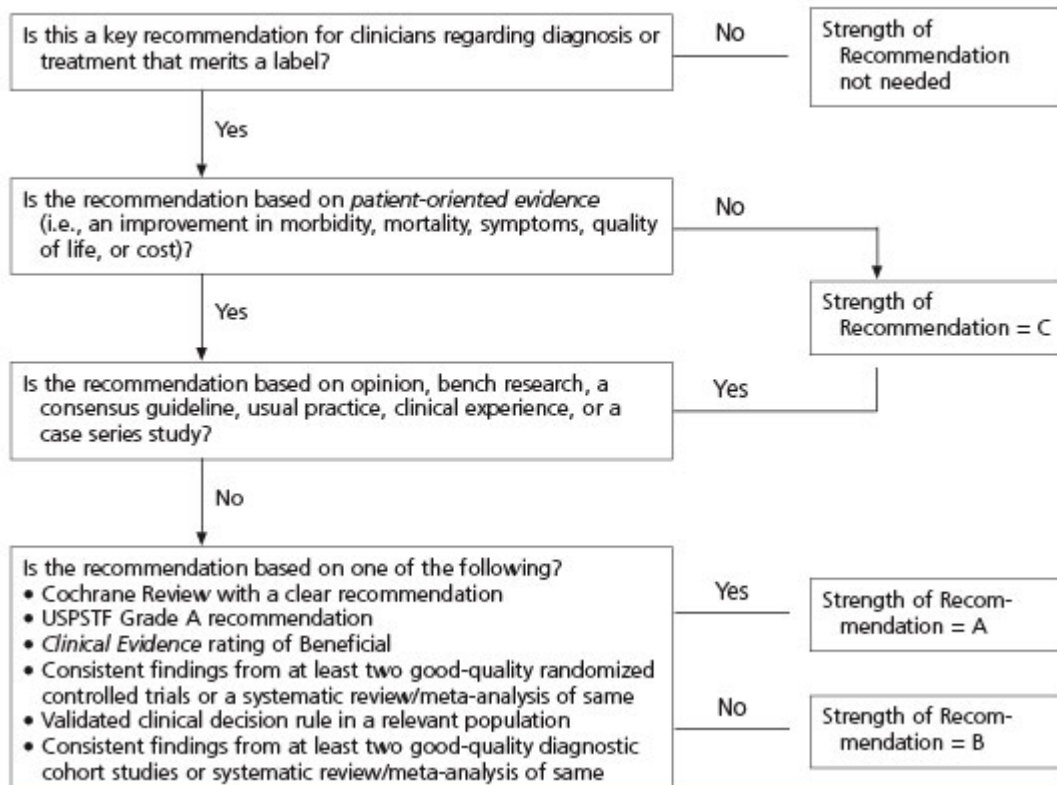 Is this a key recommendation for clinicians regarding diagnosis or
treatment that merits a label?
No
Strength of
Recommendation
not needed
Yes
Is the recommendation based on patient-oriented evidence
(i.e., an improvement in morbidity, mortality, symptoms, quality
of life, or cost)?
No
Yes
Strength of
Recommendation = C
Is the recommendation based on opinion, bench research, a
consensus guideline, usual practice, clinical experience, or a
case series study?
Yes
No
Is the recommendation based on one of the following?
• Cochrane Review with a clear recommendation
• USPSTF Grade A recommendation
• Clinical Evidence rating of Beneficial
• Consistent findings from at least two good-quality randomized
controlled trials or a systematic review/meta-analysis of same
• Validated clinical decision rule in a relevant population
• Consistent findings from at least two good-quality diagnostic
cohort studies or systematic review/meta-analysis of same
Yes
Strength of Recom-
mendation = A
No
Strength of Recom-
mendation = B